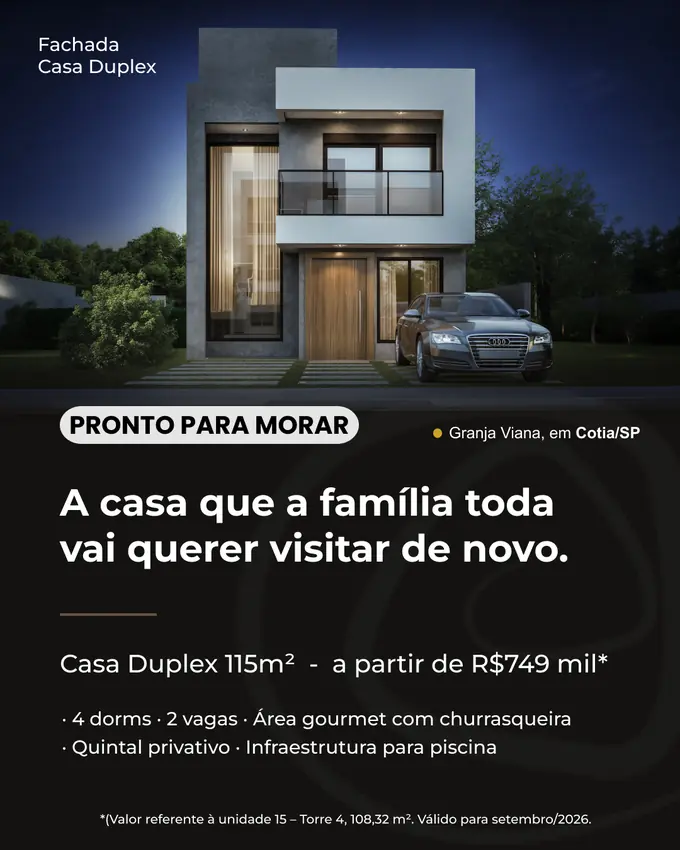 Fachada
Casa Duplex
PRONTO PARA MORAR
Granja Viana, em Cotia/SP
A casa que a família toda
vai querer visitar de novo.
Casa Duplex 115m² - a partir de R$749 mil*
· 4 dorms · 2 vagas · Área gourmet com churrasqueira
· Quintal privativo · Infraestrutura para piscina
*(Valor referente à unidade 15 – Torre 4, 108,32 m². Válido para setembro/2026.